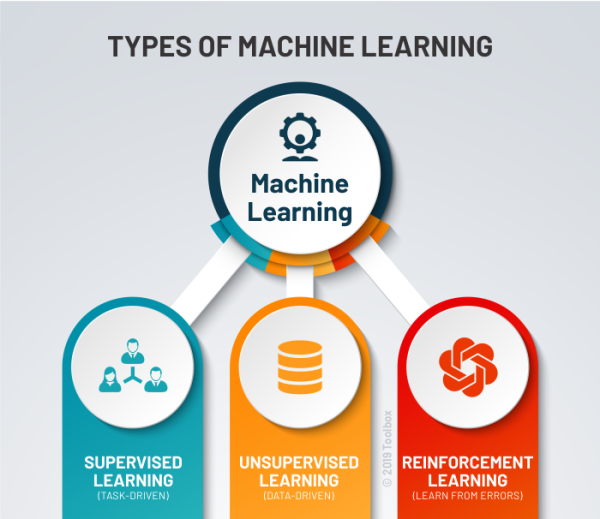 TYPES OF MACHINE LEARNING
Machine
Learning
SUPERVISED
LEARNING
(TASK-DRIVEN)
UNSUPERVISED
LEARNING
(DATA-DRIVEN)
© 2019 Toolbox
REINFORCEMENT
LEARNING
(LEARN FROM ERRORS)